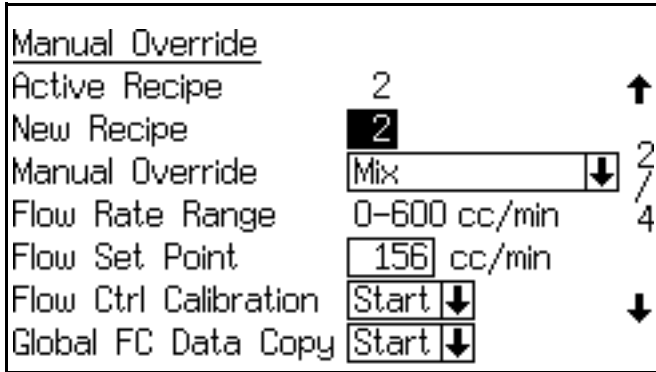 Manual Override
Active Recipe 2
New Recipe 2
Manual Override Mix
Flow Rate Range 0-600 cc/min
Flow Set Point 156 cc/min
Flow Ctrl Calibration Start
Global FC Data Copy Start
2/4